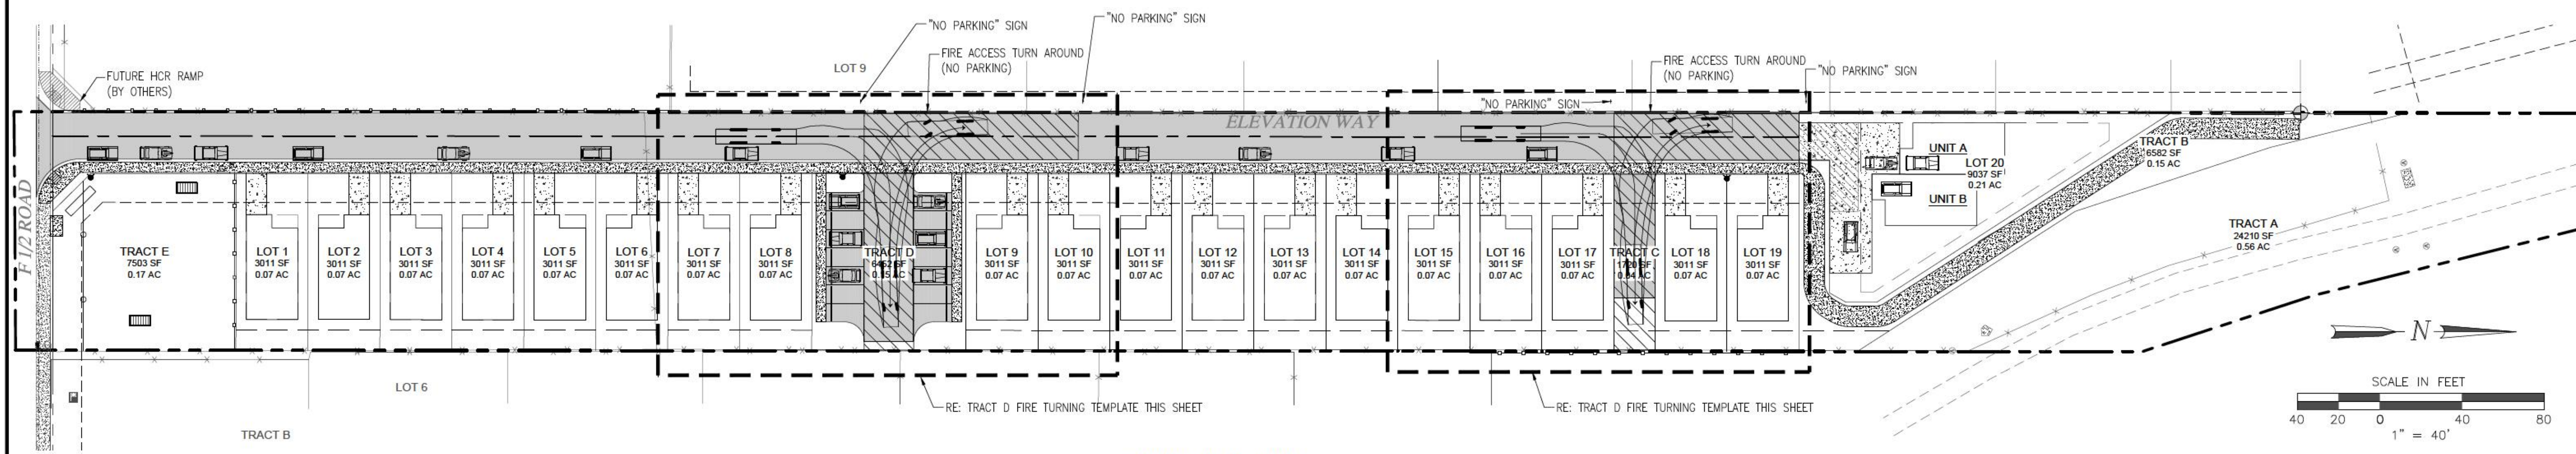 "NO PARKING" SIGN
"NO PARKING" SIGN
FIRE ACCESS TURN AROUND
(NO PARKING)
LOT 9
FUTURE HCR RAMP
(BY OTHERS)
FIRE ACCESS TURN AROUND
(NO PARKING)
"NO PARKING" SIGN
"NO PARKING" SIGN
ELEVATION WAY
F 1/2 ROAD
TRACT E
7503 SF
0.17 AC
LOT 1
3011 SF
0.07 AC
LOT 2
3011 SF
0.07 AC
LOT 3
3011 SF
0.07 AC
LOT 4
3011 SF
0.07 AC
LOT 5
3011 SF
0.07 AC
LOT 6
3011 SF
0.07 AC
LOT 7
3011 SF
0.07 AC
LOT 8
3011 SF
0.07 AC
TRACT D
SF
AC
LOT 9
3011 SF
0.07 AC
LOT 10
3011 SF
0.07 AC
LOT 11
3011 SF
0.07 AC
LOT 12
3011 SF
0.07 AC
LOT 13
3011 SF
0.07 AC
LOT 14
3011 SF
0.07 AC
LOT 15
3011 SF
0.07 AC
LOT 16
3011 SF
0.07 AC
LOT 17
3011 SF
0.07 AC
TRACT C
SF
AC
LOT 18
3011 SF
0.07 AC
LOT 19
3011 SF
0.07 AC
UNIT A
LOT 20
9037 SF
0.21 AC
UNIT B
TRACT B
6582 SF
0.15 AC
TRACT A
24210 SF
0.56 AC
N
LOT 6
TRACT B
RE: TRACT D FIRE TURNING TEMPLATE THIS SHEET
RE: TRACT D FIRE TURNING TEMPLATE THIS SHEET
SCALE IN FEET
40 20 0 40 80
1" = 40'